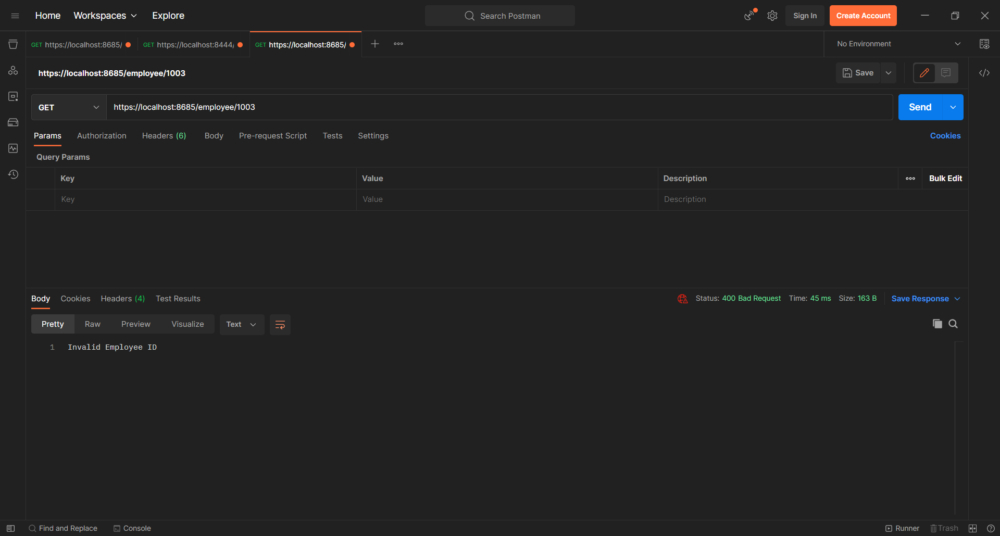 Home Workspaces Explore Search Postman Sign In Create Account
GET https://localhost:8685/ GET https://localhost:8444/ GET https://localhost:8685/ No Environment
https://localhost:8685/employee/1003 Save
GET https://localhost:8685/employee/1003 Send
Params Authorization Headers (6) Body Pre-request Script Tests Settings Cookies
Query Params
Key Value Description Bulk Edit
Key Value Description
Body Cookies Headers (4) Test Results Status: 400 Bad Request Time: 45 ms Size: 163 B Save Response
Pretty Raw Preview Visualize Text
1 Invalid Employee ID
Find and Replace Console Runner Trash